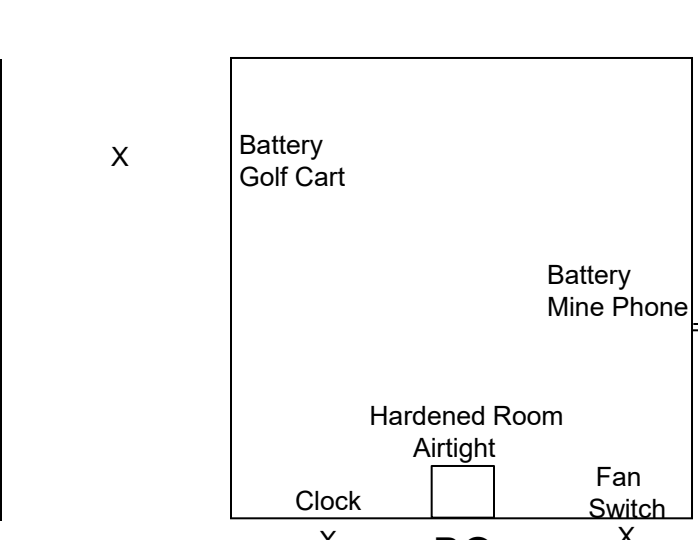 X
Battery
Golf Cart
Battery
Mine Phone
Hardened Room
Airtight
Fan
Switch
Clock
X
X